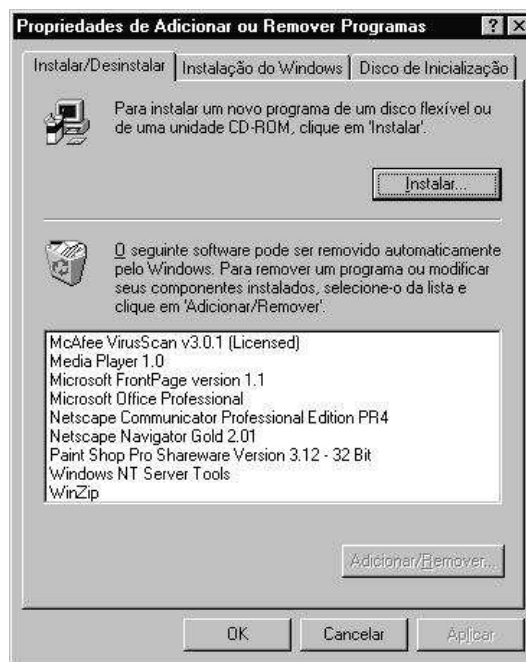 Propriedades de Adicionar ou Remover Programas
Instalar/Desinstalar
Instalação do Windows
Disco de Inicialização
Para instalar um novo programa de um disco flexível ou
de uma unidade CD-ROM, clique em 'Instalar'.
Instalar...
O seguinte software pode ser removido automaticamente
pelo Windows. Para remover um programa ou modificar
seus componentes instalados, selecione-o da lista e
clique em 'Adicionar/Remover'.
McAfee VirusScan v3.0.1 (Licensed)
Media Player 1.0
Microsoft FrontPage version 1.1
Microsoft Office Professional
Netscape Communicator Professional Edition PR4
Netscape Navigator Gold 2.01
Paint Shop Pro Shareware Version 3.12 - 32 Bit
Windows NT Server Tools
WinZip
Adicionar/Remover...
OK
Cancelar
Aplicar